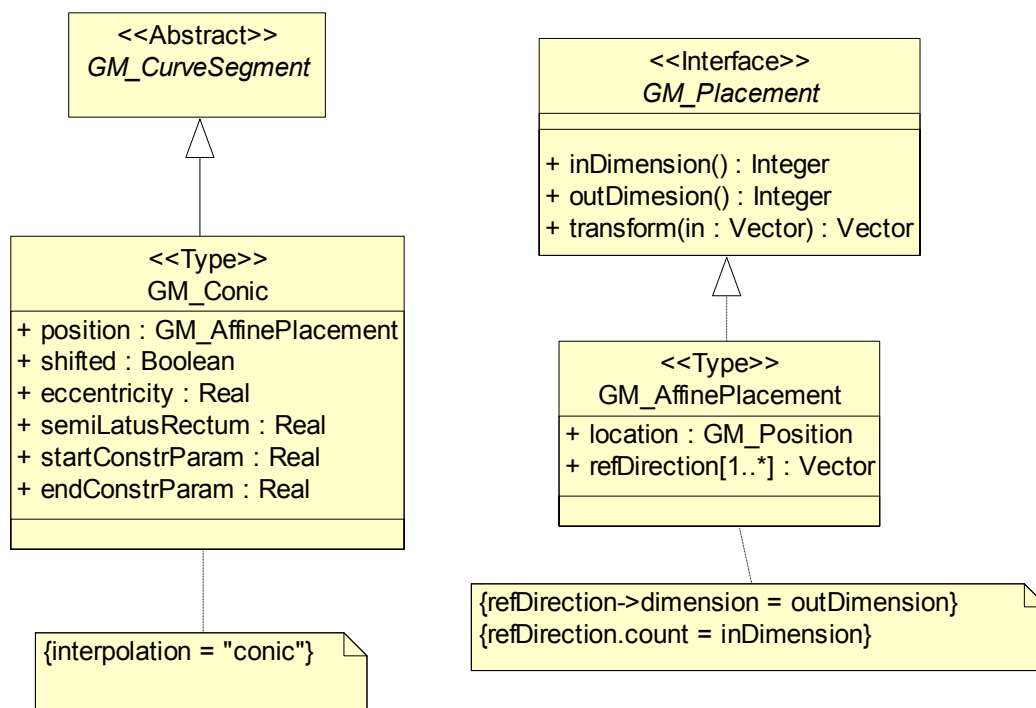 <<Abstract>>
GM_CurveSegment
<<Type>>
GM_Conic
+ position : GM_AffinePlacement
+ shifted : Boolean
+ eccentricity : Real
+ semiLatusRectum : Real
+ startConstrParam : Real
+ endConstrParam : Real
{interpolation = "conic"}
<<Interface>>
GM_Placement
+ inDimension() : Integer
+ outDimesion() : Integer
+ transform(in : Vector) : Vector
<<Type>>
GM_AffinePlacement
+ location : GM_Position
+ refDirection[1..*] : Vector
{refDirection->dimension = outDimension}
{refDirection.count = inDimension}